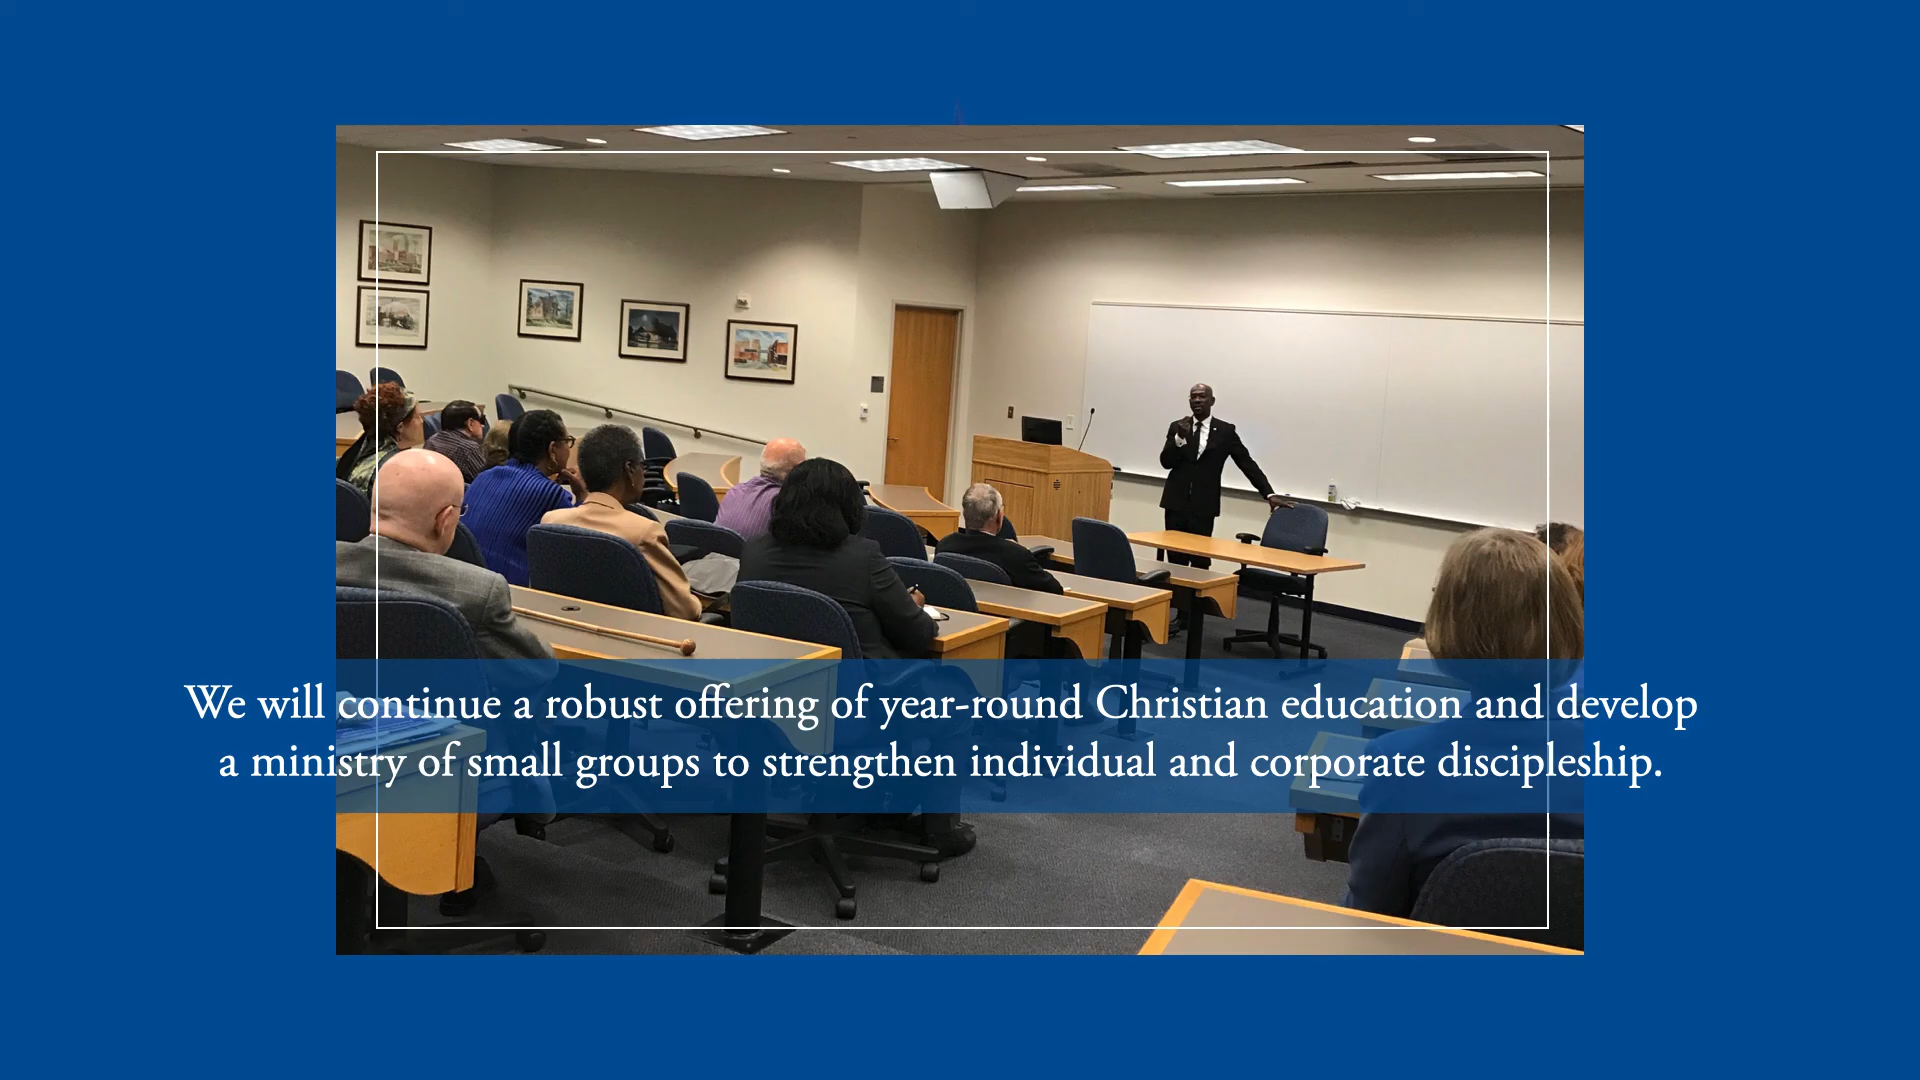 We will continue a robust offering of year-round Christian education and develop
a ministry of small groups to strengthen individual and corporate discipleship.